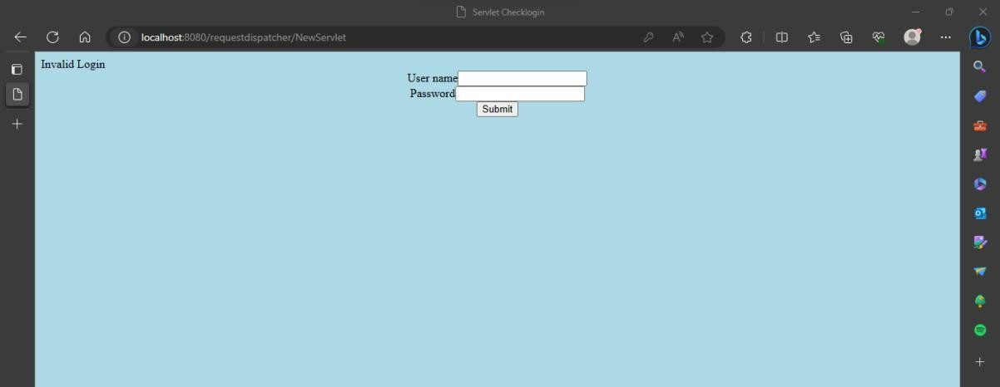 Servlet Checklogin
localhost:8080/requestdispatcher/NewServlet
Invalid Login
User name
Password
Submit